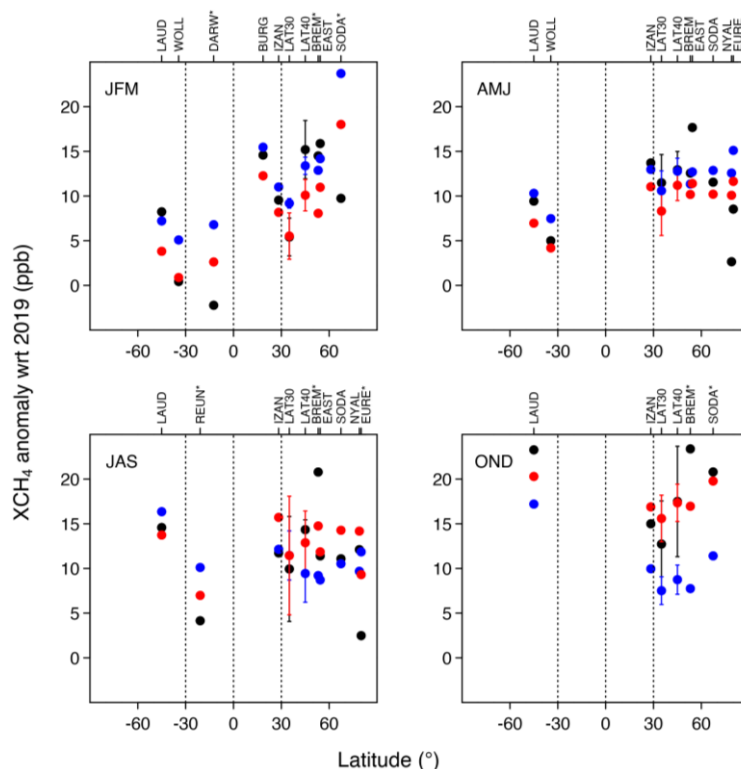 LAUD WOLL DARW* BURG IZAN LAT30 LAT40 BREM* EAST SODA*
JFM
20
15
10
5
0
-60 -30 0 30 60
LAUD WOLL IZAN LAT30 LAT40 BREM EAST SODA NYAL EURE
AMJ
20
15
10
5
0
-60 -30 0 30 60
XCH4 anomaly wrt 2019 (ppb)
LAUD REUN* IZAN LAT30 LAT40 BREM* EAST SODA NYAL EURE*
JAS
20
15
10
5
0
-60 -30 0 30 60
LAUD IZAN LAT30 LAT40 BREM* SODA*
OND
20
15
10
5
0
-60 -30 0 30 60
Latitude (°)